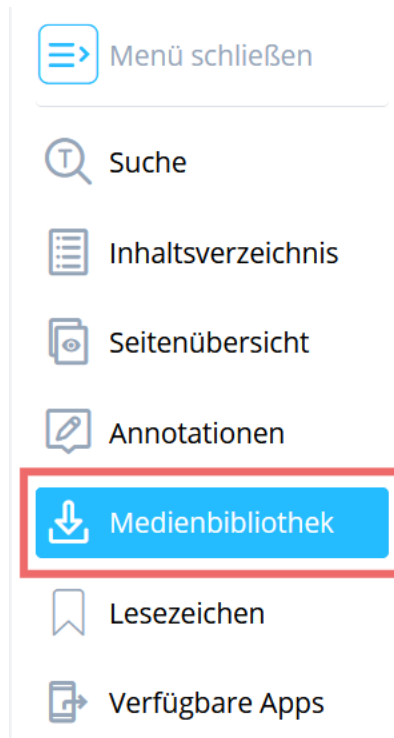 Menü schließen
Suche
Inhaltsverzeichnis
Seitenübersicht
Annotationen
Medienbibliothek
Lesezeichen
Verfügbare Apps